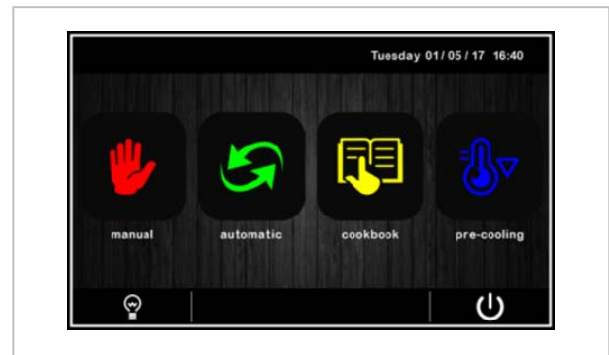 Tuesday 01/05/17 16:40
manual
automatic
cookbook
pre-cooling